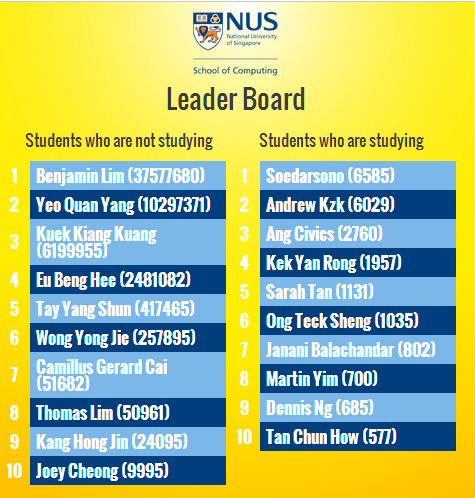 NUS
National University
of Singapore
School of Computing
Leader Board
Students who are not studying
1 Benjamin Lim (37577680)
2 Yeo Quan Yang (10297371)
3 Kuek Kiang Kuang
(6199955)
4 Eu Beng Hee (2481082)
5 Tay Yang Shun (417465)
6 Wong Yong Jie (257895)
7 Camillus Gerard Cai
(51682)
8 Thomas Lim (50961)
9 Kang Hong Jin (24095)
10 Joey Cheong (9995)
Students who are studying
1 Soedarsono (6585)
2 Andrew Kzk (6029)
3 Ang Civics (2760)
4 Kek Yan Rong (1957)
5 Sarah Tan (1131)
6 Ong Teck Sheng (1035)
7 Janani Balachandar (802)
8 Martin Yim (700)
9 Dennis Ng (685)
10 Tan Chun How (577)